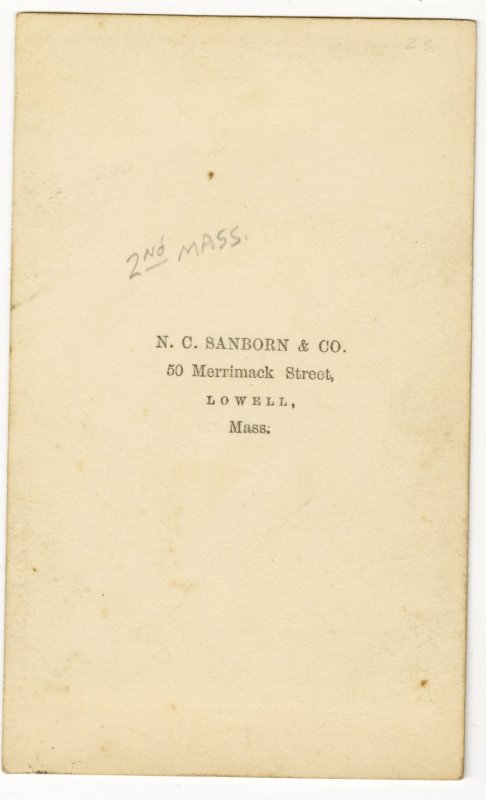 2ND MASS.
N. C. SANBORN & CO.
50 Merrimack Street,
LOWELL,
Mass.